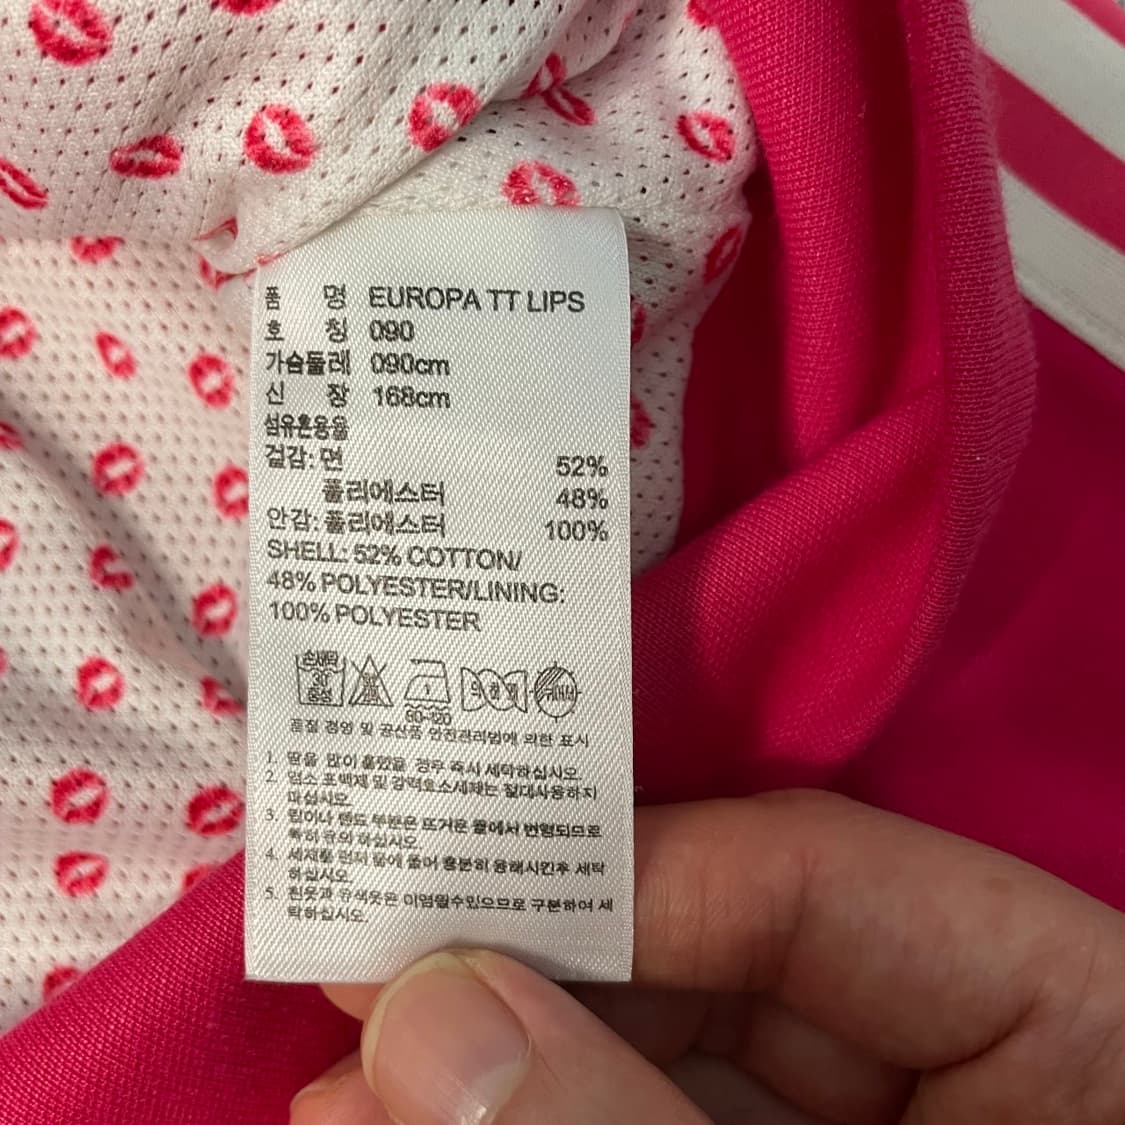 품 명 EUROPA TT LIPS
호 칭 090
가슴둘레 090cm
신 장 168cm
섬유혼용율
겉감: 면 52%
폴리에스터 48%
안감: 폴리에스터 100%
SHELL: 52% COTTON/
48% POLYESTER/LINING:
100% POLYESTER
손세탁
30
중성
80-120
품질 경영 및 공산품 안전관리법에 의한 표시
1. 땀을 많이 흘렸을 경우 즉시 세탁하십시오.
2. 염소 표백제 및 강력효소세제는 절대사용하지
마십시오.
3. 린이나 밴드 부분은 뜨거운 물에서 변형되므로
특히 유의 하십시오.
4. 세제를 먼저 물에 풀어 충분히 용해시킨후 세탁
하십시오.
5. 흰옷과 유색옷은 이염될수있으므로 구분하여 세
탁하십시오.